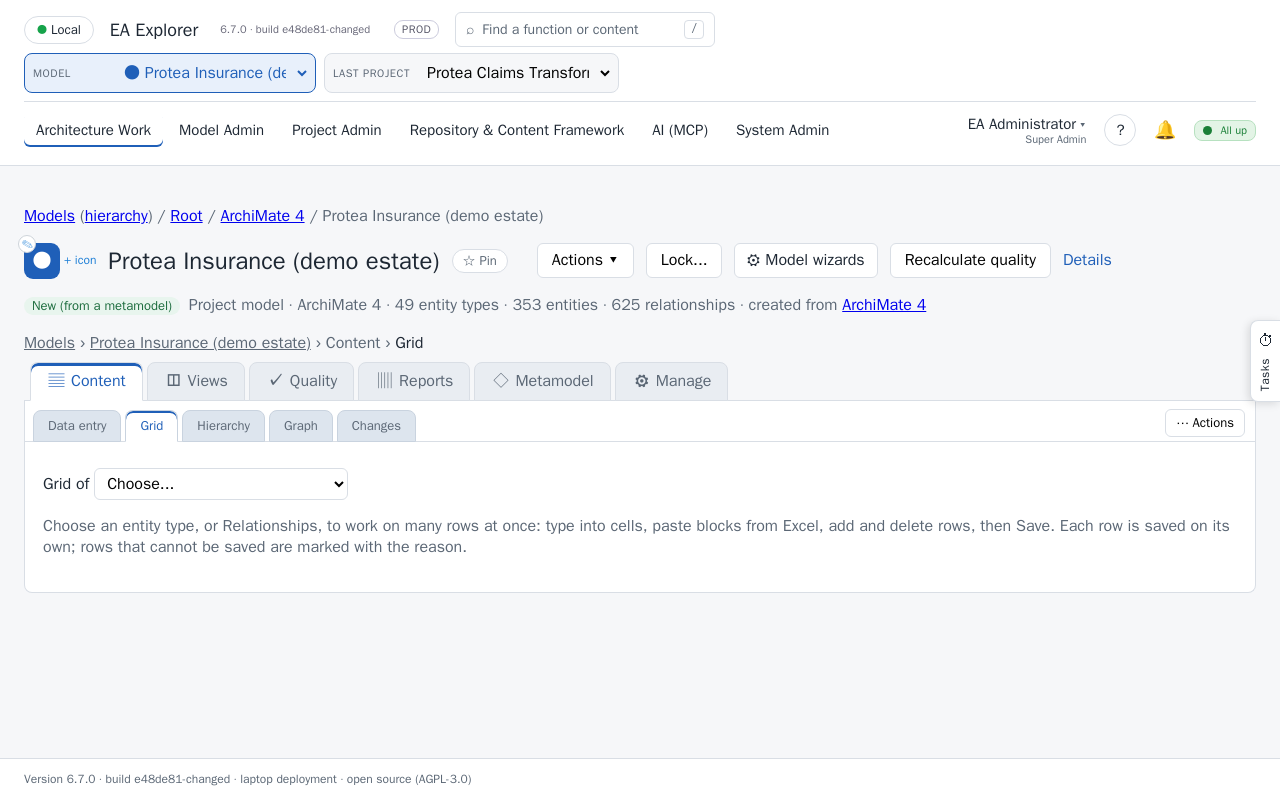 Local EA Explorer 6.7.0 · build e48de81-changed PROD Find a function or content /
MODEL Protea Insurance (de LAST PROJECT Protea Claims Transfor
Architecture Work Model Admin Project Admin Repository & Content Framework AI (MCP) System Admin EA Administrator ▾ ? All up
Super Admin
Models (hierarchy) / Root / ArchiMate 4 / Protea Insurance (demo estate)
+ icon Protea Insurance (demo estate) ☆ Pin Actions ▾ Lock... ⚙ Model wizards Recalculate quality Details
New (from a metamodel) Project model · ArchiMate 4 · 49 entity types · 353 entities · 625 relationships · created from ArchiMate 4
Models › Protea Insurance (demo estate) › Content › Grid
Tasks
Content Views ✓ Quality Reports ◇ Metamodel ⚙ Manage
Data entry Grid Hierarchy Graph Changes ··· Actions
Grid of Choose...
Choose an entity type, or Relationships, to work on many rows at once: type into cells, paste blocks from Excel, add and delete rows, then Save. Each row is saved on its
own; rows that cannot be saved are marked with the reason.
Version 6.7.0 · build e48de81-changed · laptop deployment · open source (AGPL-3.0)